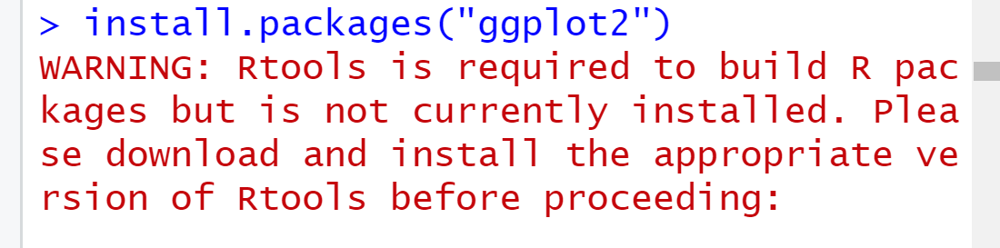 > install.packages("ggplot2")
WARNING: Rtools is required to build R pac
kages but is not currently installed. Plea
se download and install the appropriate ve
rsion of Rtools before proceeding: